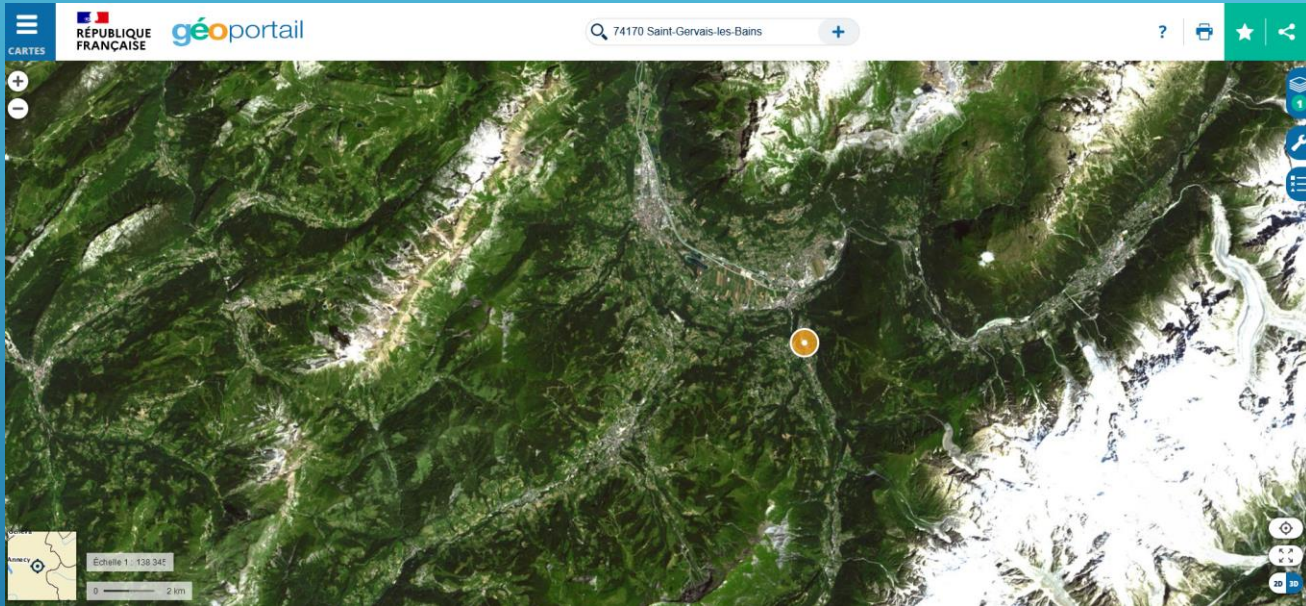 CARTES
RÉPUBLIQUE
FRANÇAISE
géoportail
74170 Saint-Gervais-les-Bains
+
?
+
−
1
Annecy
Échelle 1 : 138 345
0 2 km
2D 3D